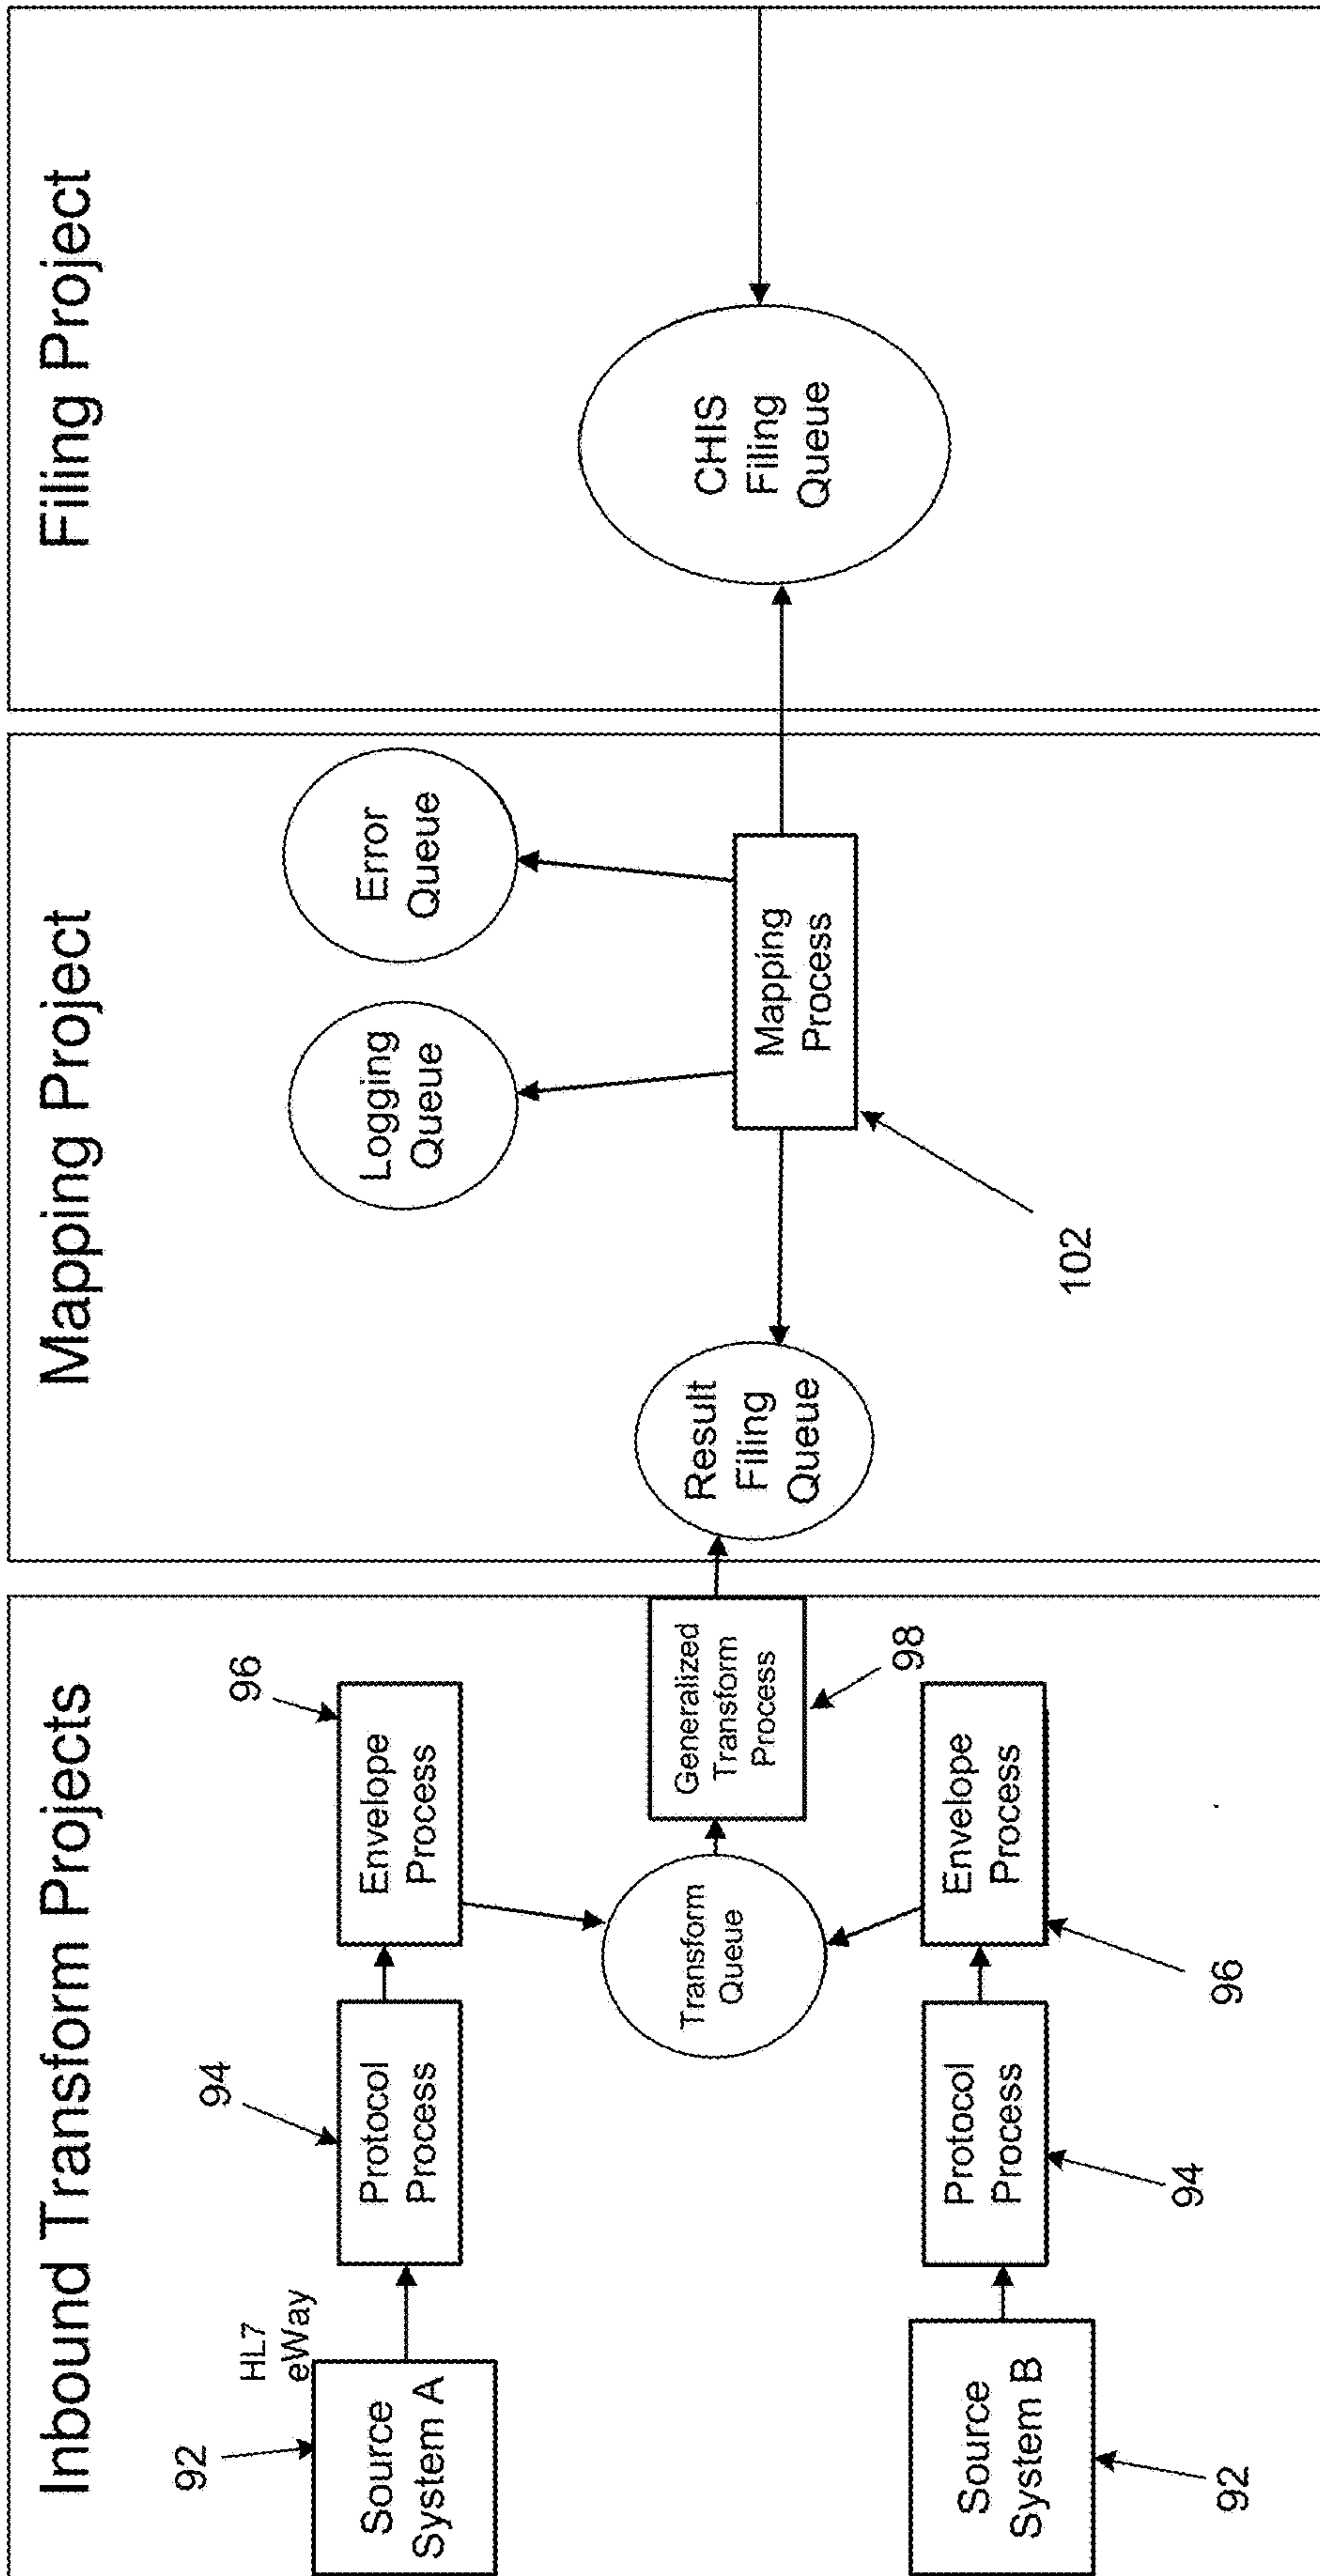 Inbound Transform Projects
92
HL7
eWay
Source
System A
94
Protocol
Process
96
Envelope
Process
Transform
Queue
Generalized
Transform
Process
98
Source
System B
92
Protocol
Process
94
Envelope
Process
96
Mapping Project
Logging
Queue
Error
Queue
Result
Filing
Queue
Mapping
Process
102
Filing Project
CHIS
Filing
Queue